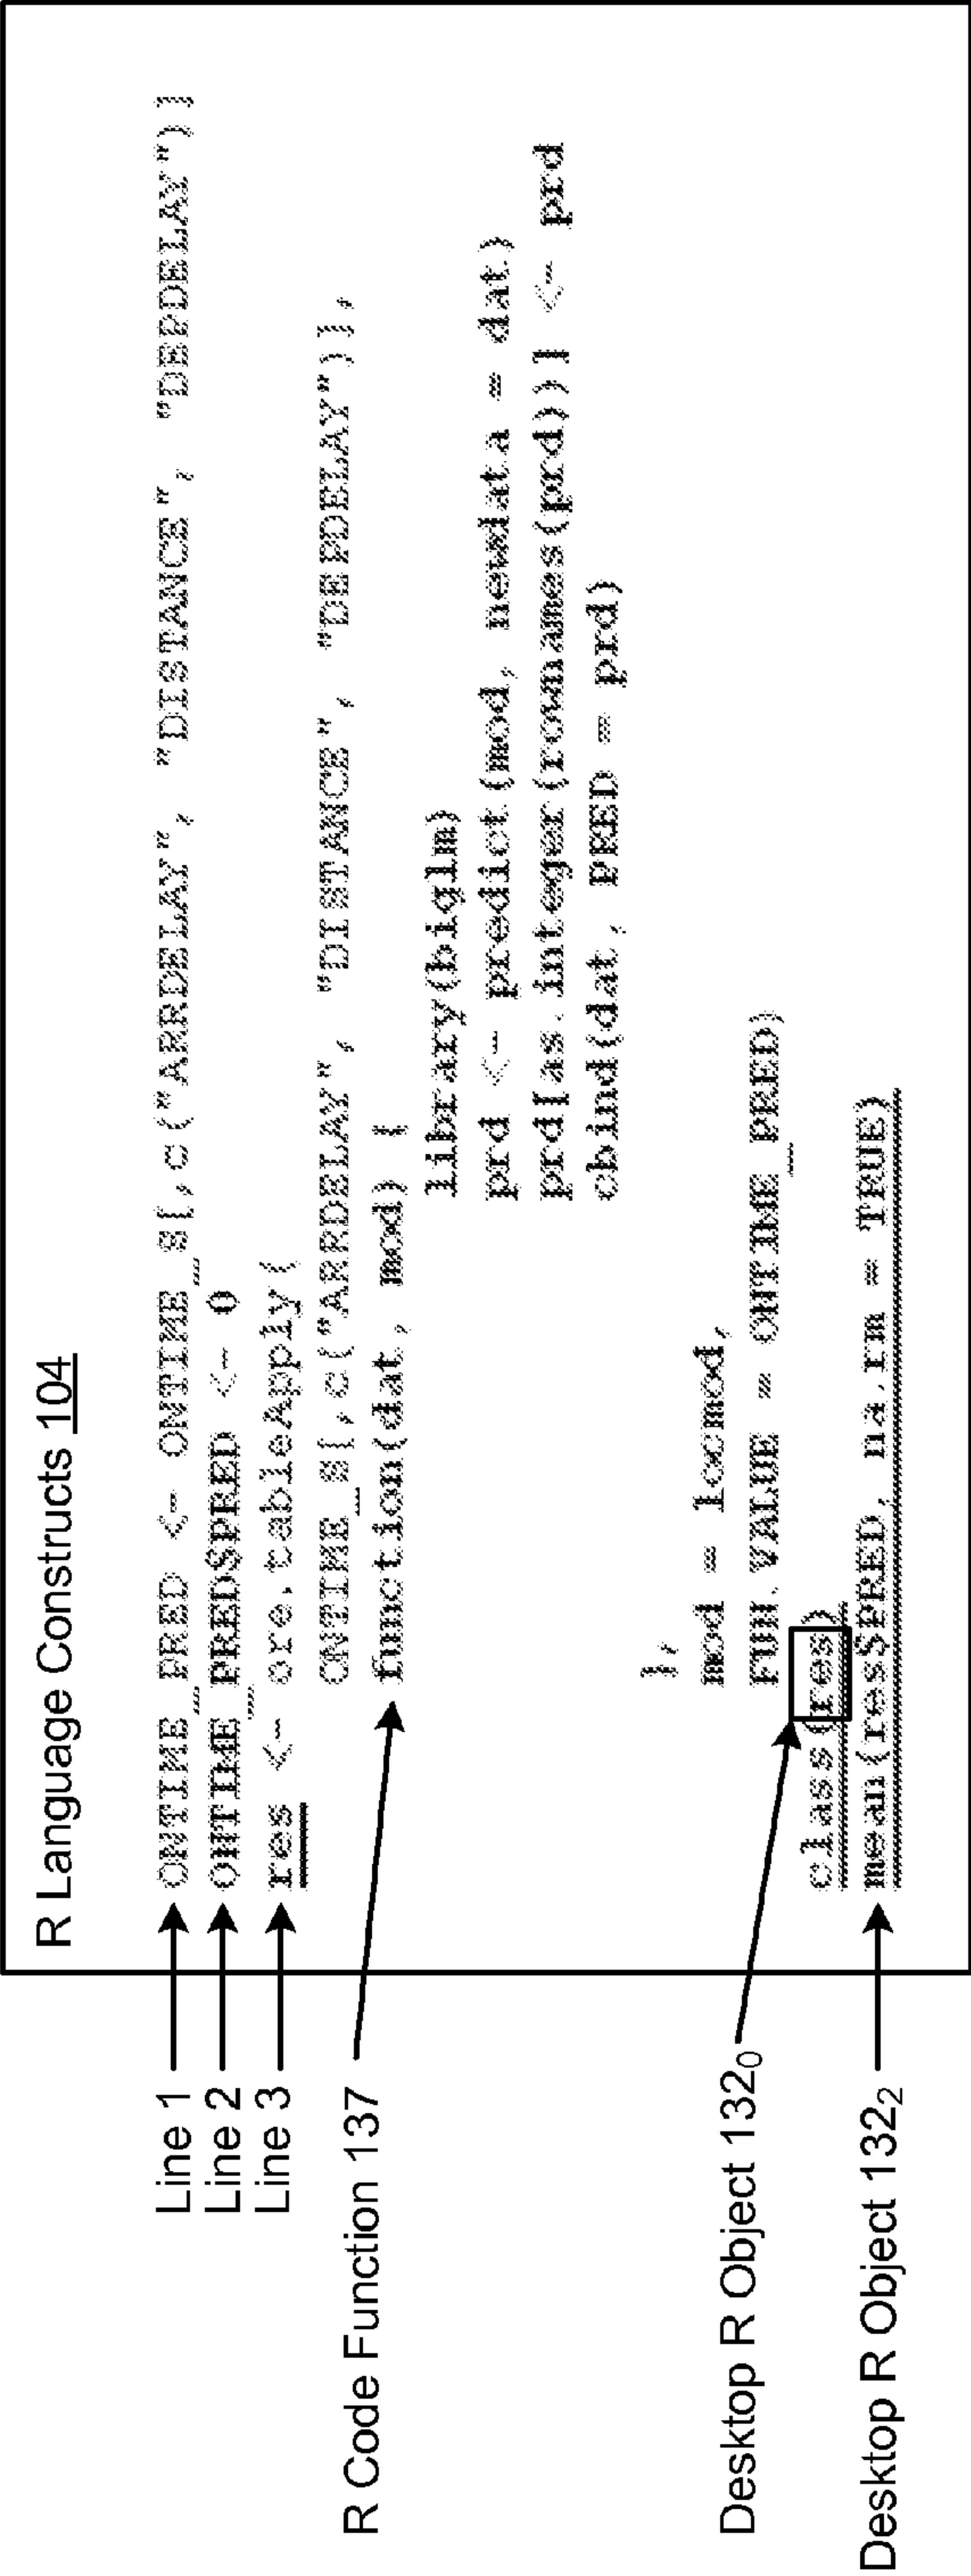 R Language Constructs 104
Line 1
ONTIME_PRED <- ONTIME_S[,c("ARRDELAY", "DISTANCE", "DEPDELAY")]
Line 2
ONTIME_PRED$PRED <- 0
Line 3
res <- ore.tableApply(
ONTIME_S[,c("ARRDELAY", "DISTANCE", "DEPDELAY")],
R Code Function 137
function(dat, mod) {
library(biglm)
prd <- predict(mod, newdata = dat)
prd[as.integer(rownames(prd))] <- prd
cbind(dat, PRED = prd)
},
mod = locmod,
FUN.VALUE = ONTIME_PRED)
Desktop R Object 132₀
class(res)
Desktop R Object 132₂
mean(res$PRED, na.rm = TRUE)